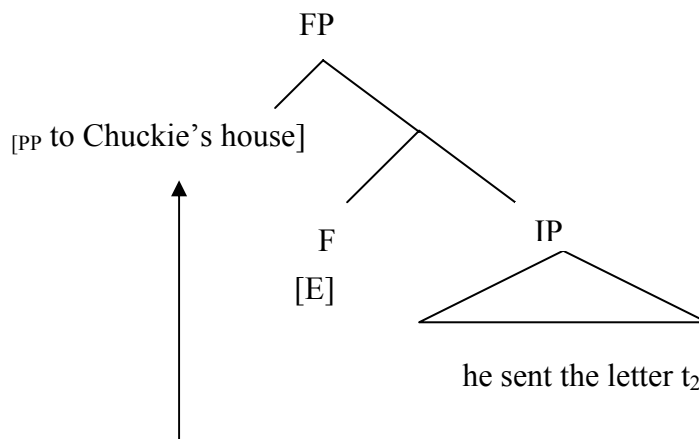 FP
[PP to Chuckie’s house]
F
IP
[E]
he sent the letter t2